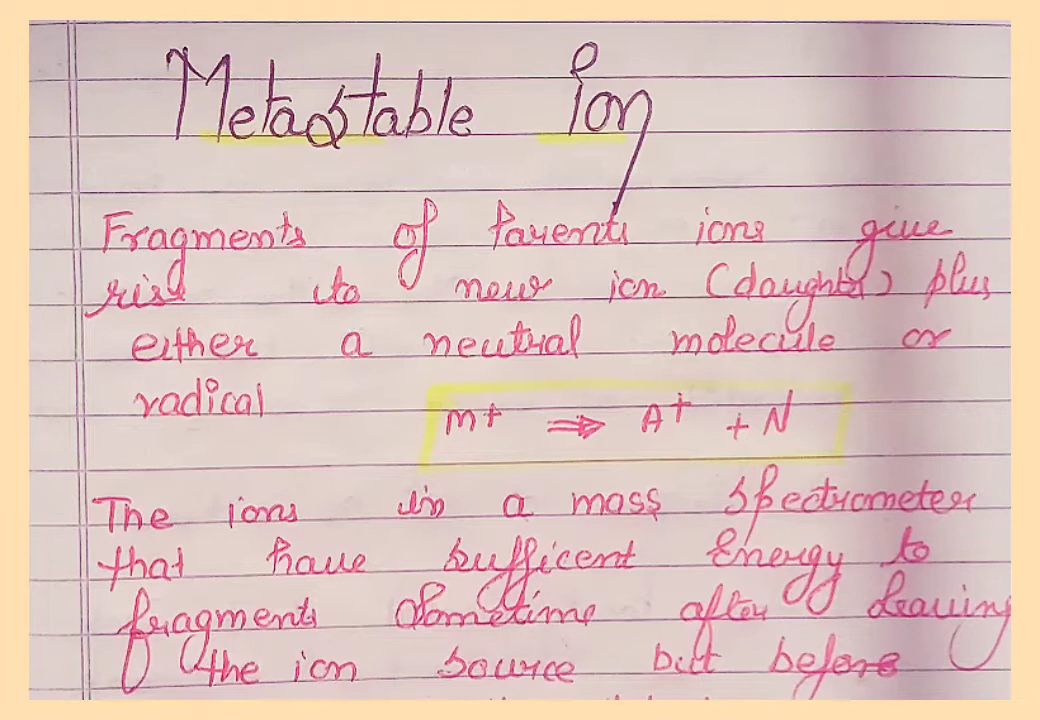 Metastable ion
Fragments of Parents ions give
rise to new ion (daughter) plus
either a neutral molecule or
radical
M+ ⇒ A+ + N
The ions in a mass spectrometer
that have sufficent Energy to
fragments Sometime after leaving
the ion source but before